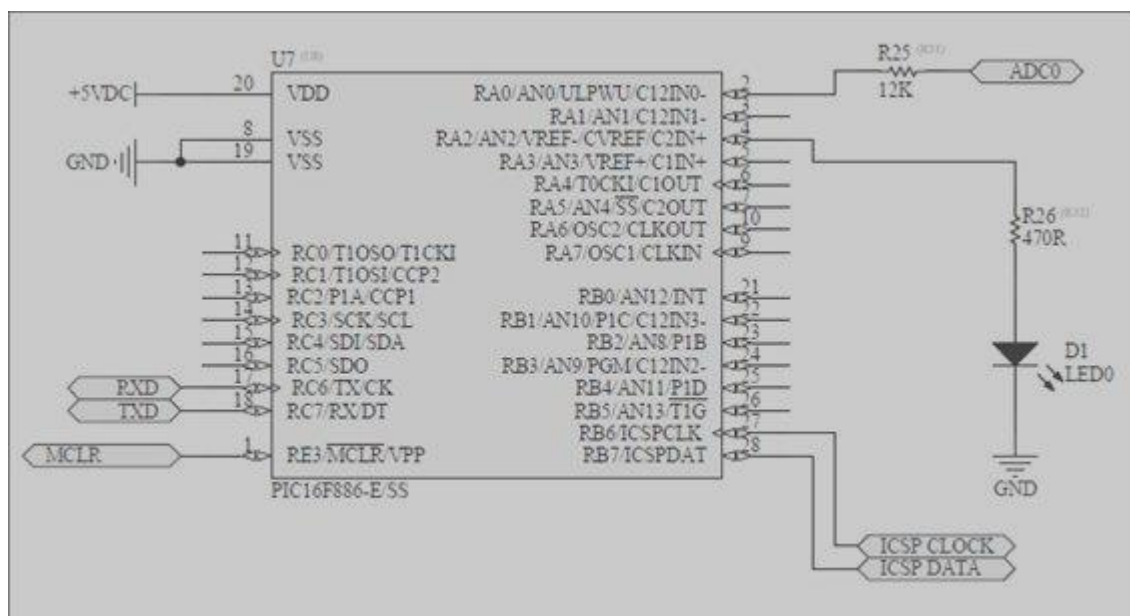 U7
+5VDC 20 VDD
8 VSS
GND 19 VSS
11 RC0/T1OSO/T1CKI
12 RC1/T1OSI/CCP2
13 RC2/P1A/CCP1
14 RC3/SCK/SCL
15 RC4/SDI/SDA
16 RC5/SDO
RXD 17 RC6/TX/CK
TXD 18 RC7/RX/DT
MCLR 1 RE3/MCLR/VPP
PIC16F886-E/SS
RA0/AN0/ULPWU/C12IN0- 2
RA1/AN1/C12IN1- 3
RA2/AN2/VREF-/CVREF/C2IN+ 4
RA3/AN3/VREF+/C1IN+ 5
RA4/T0CKI/C1OUT 6
RA5/AN4/SS/C2OUT 7
RA6/OSC2/CLKOUT 10
RA7/OSC1/CLKIN 9
RB0/AN12/INT 21
RB1/AN10/P1C/C12IN3- 22
RB2/AN8/P1B 23
RB3/AN9/PGM/C12IN2- 24
RB4/AN11/P1D 25
RB5/AN13/T1G 26
RB6/ICSPCLK 27
RB7/ICSPDAT 28
R25
12K
ADC0
R26
470R
D1
LED0
GND
ICSP CLOCK
ICSP DATA